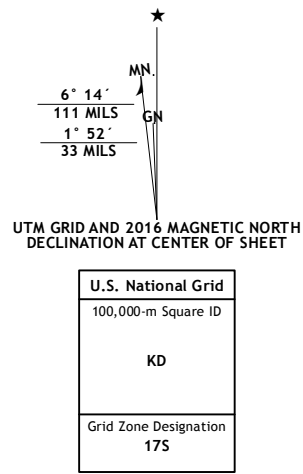 ★
MN.
6° 14´
111 MILS
GN
1° 52´
33 MILS
UTM GRID AND 2016 MAGNETIC NORTH
DECLINATION AT CENTER OF SHEET
U.S. National Grid
100,000-m Square ID
KD
Grid Zone Designation
17S